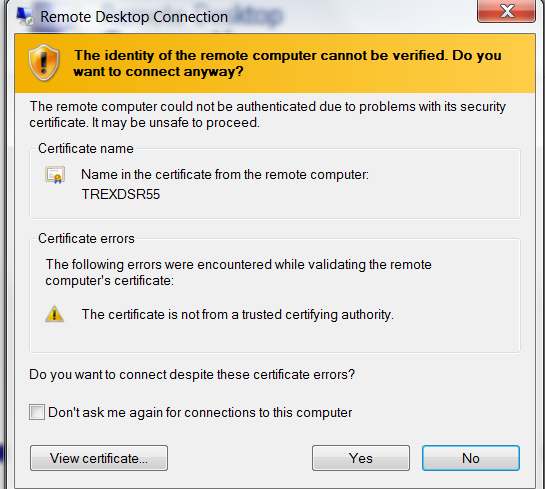 Remote Desktop Connection
The identity of the remote computer cannot be verified. Do you
want to connect anyway?
The remote computer could not be authenticated due to problems with its security
certificate. It may be unsafe to proceed.
Certificate name
Name in the certificate from the remote computer:
TREXDSR55
Certificate errors
The following errors were encountered while validating the remote
computer's certificate:
The certificate is not from a trusted certifying authority.
Do you want to connect despite these certificate errors?
Don't ask me again for connections to this computer
View certificate...
Yes
No